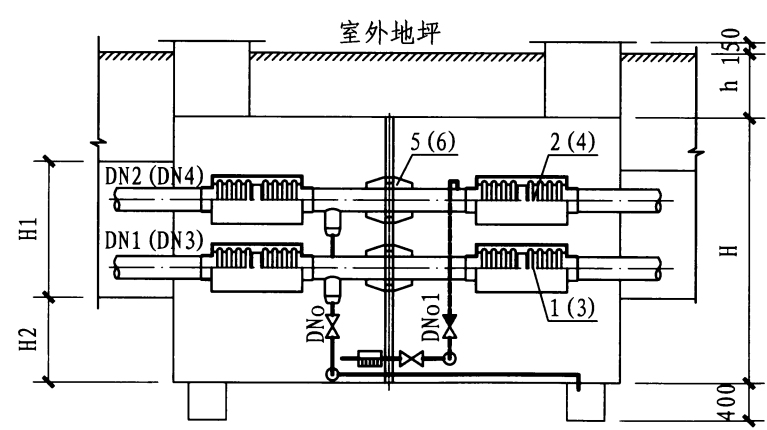 室外地坪
150
h
5(6)
2(4)
DN2(DN4)
H1
DN1(DN3)
H
1(3)
DNo
DNo1
H2
400